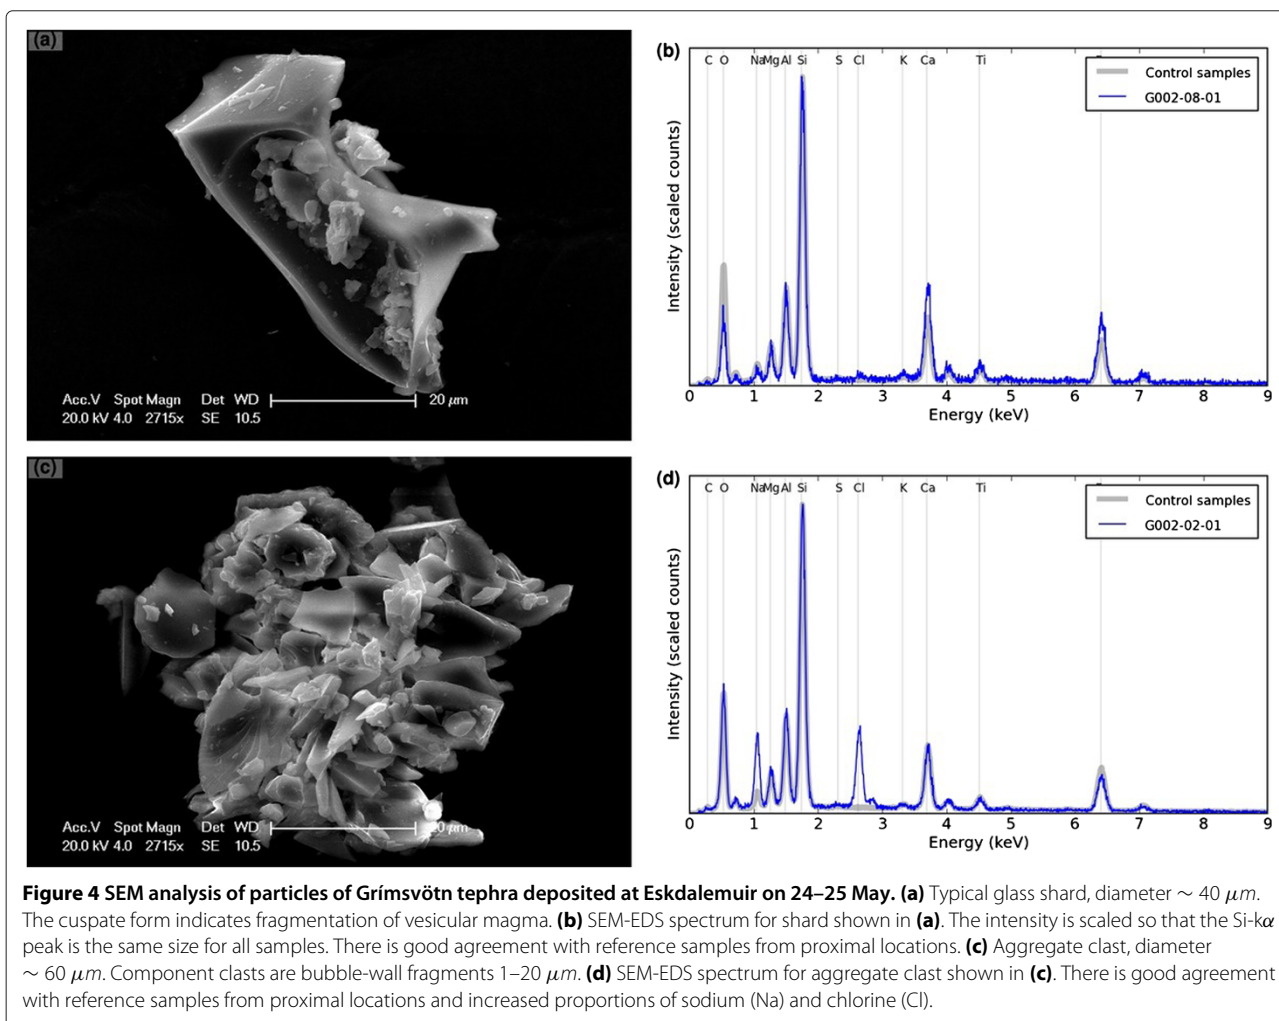 (a)
Acc.V Spot Magn Det WD 20 μm
20.0 kV 4.0 2715x SE 10.5
(b)
C O Na Mg Al Si S Cl K Ca Ti
Control samples
G002-08-01
Intensity (scaled counts)
0 1 2 3 4 5 6 7 8 9
Energy (keV)
(c)
Acc.V Spot Magn Det WD 20 μm
20.0 kV 4.0 2715x SE 10.5
(d)
C O Na Mg Al Si S Cl K Ca Ti
Control samples
G002-02-01
Intensity (scaled counts)
0 1 2 3 4 5 6 7 8 9
Energy (keV)
Figure 4 SEM analysis of particles of Grímsvötn tephra deposited at Eskdalemuir on 24–25 May. (a) Typical glass shard, diameter ∼ 40 μm.
The cuspate form indicates fragmentation of vesicular magma. (b) SEM-EDS spectrum for shard shown in (a). The intensity is scaled so that the Si-kα
peak is the same size for all samples. There is good agreement with reference samples from proximal locations. (c) Aggregate clast, diameter
∼ 60 μm. Component clasts are bubble-wall fragments 1–20 μm. (d) SEM-EDS spectrum for aggregate clast shown in (c). There is good agreement
with reference samples from proximal locations and increased proportions of sodium (Na) and chlorine (Cl).